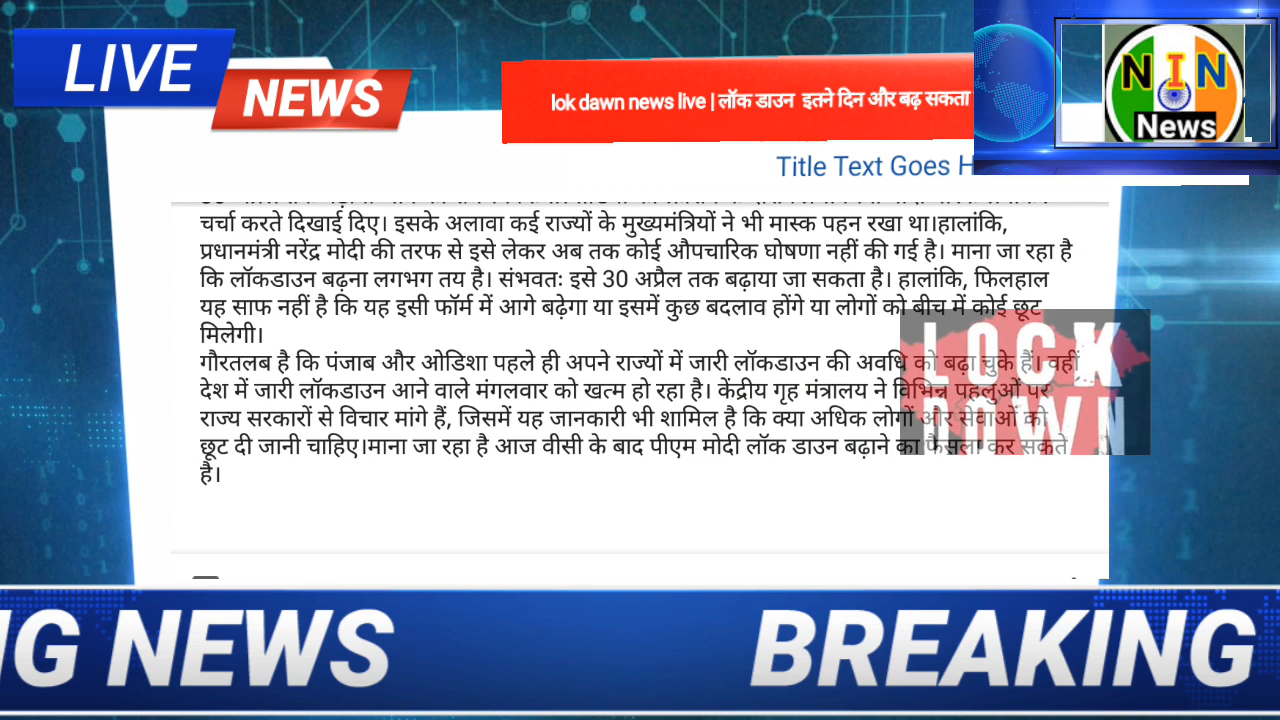 LIVE
NEWS
lok dawn news live | लॉक डाउन इतने दिन और बढ़ सकता
NIN
News
Title Text Goes H
चर्चा करते दिखाई दिए। इसके अलावा कई राज्यों के मुख्यमंत्रियों ने भी मास्क पहन रखा था।हालांकि,
प्रधानमंत्री नरेंद्र मोदी की तरफ से इसे लेकर अब तक कोई औपचारिक घोषणा नहीं की गई है। माना जा रहा है
कि लॉकडाउन बढ़ना लगभग तय है। संभवतः इसे 30 अप्रैल तक बढ़ाया जा सकता है। हालांकि, फिलहाल
यह साफ नहीं है कि यह इसी फॉर्म में आगे बढ़ेगा या इसमें कुछ बदलाव होंगे या लोगों को बीच में कोई छूट
मिलेगी।
गौरतलब है कि पंजाब और ओडिशा पहले ही अपने राज्यों में जारी लॉकडाउन की अवधि को बढ़ा चुके हैं। वहीं
देश में जारी लॉकडाउन आने वाले मंगलवार को खत्म हो रहा है। केंद्रीय गृह मंत्रालय ने विभिन्न पहलुओं पर
राज्य सरकारों से विचार मांगे हैं, जिसमें यह जानकारी भी शामिल है कि क्या अधिक लोगों और सेवाओं को
छूट दी जानी चाहिए।माना जा रहा है आज वीसी के बाद पीएम मोदी लॉक डाउन बढ़ाने का फैसला कर सकते
है।
LOCK
DAWN
NG NEWS
BREAKING